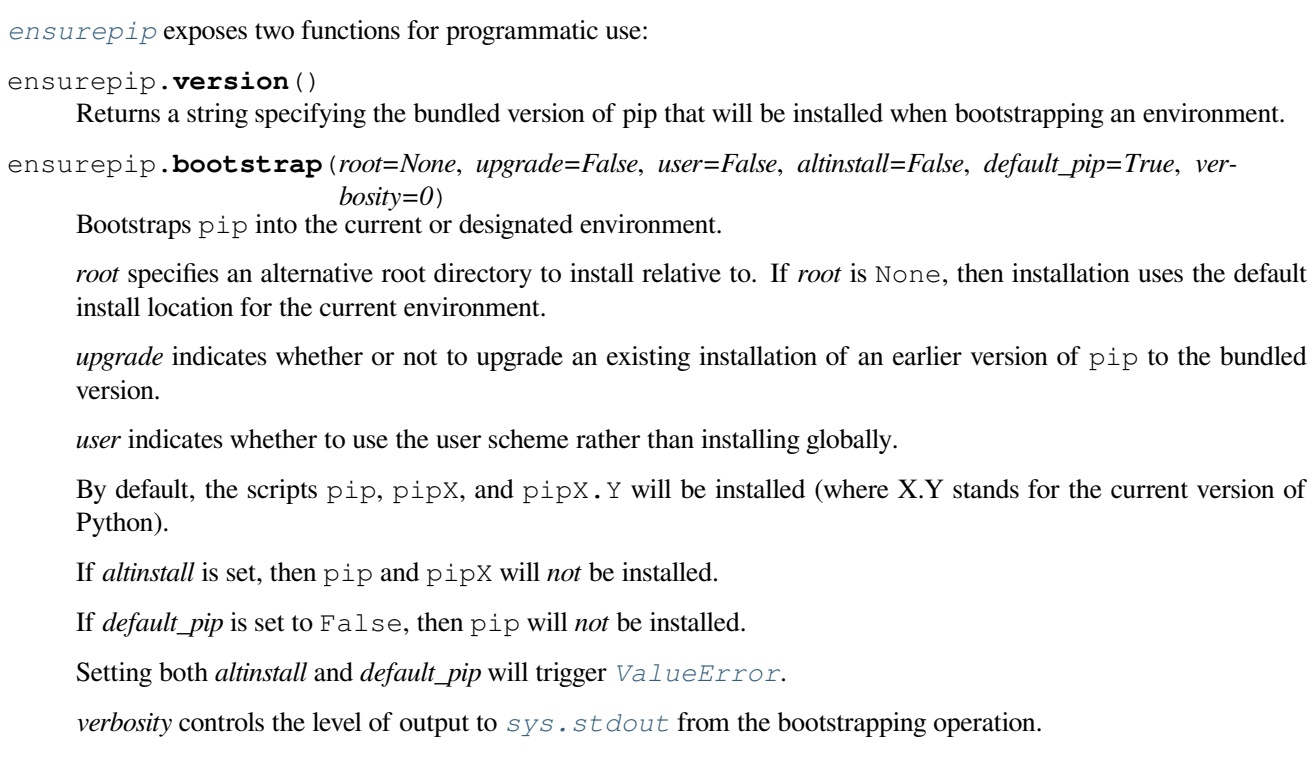 ensurepip exposes two functions for programmatic use:
ensurepip.version()
Returns a string specifying the bundled version of pip that will be installed when bootstrapping an environment.
ensurepip.bootstrap(root=None, upgrade=False, user=False, altinstall=False, default_pip=True, ver-
bosity=0)
Bootstraps pip into the current or designated environment.
root specifies an alternative root directory to install relative to. If root is None, then installation uses the default
install location for the current environment.
upgrade indicates whether or not to upgrade an existing installation of an earlier version of pip to the bundled
version.
user indicates whether to use the user scheme rather than installing globally.
By default, the scripts pip, pipX, and pipX.Y will be installed (where X.Y stands for the current version of
Python).
If altinstall is set, then pip and pipX will not be installed.
If default_pip is set to False, then pip will not be installed.
Setting both altinstall and default_pip will trigger ValueError.
verbosity controls the level of output to sys.stdout from the bootstrapping operation.